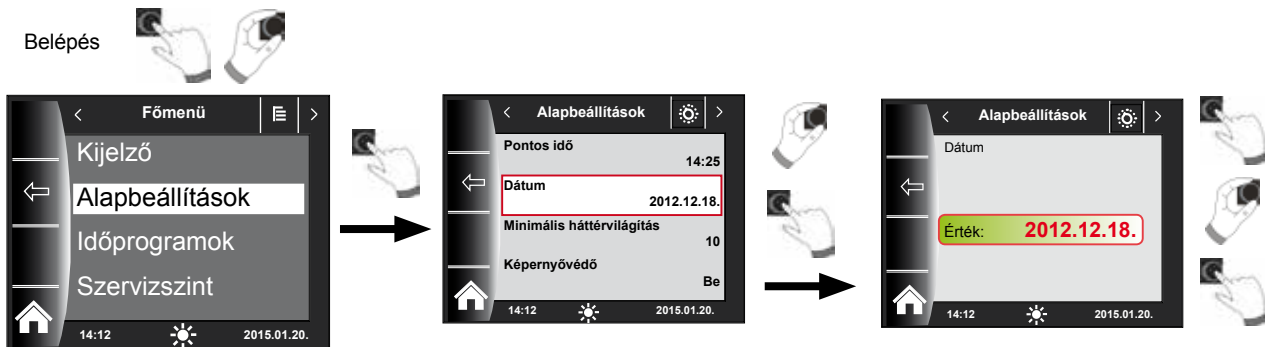 Belépés
Főmenü
Kijelző
Alapbeállítások
Időprogramok
Szervizszint
14:12
2015.01.20.
Alapbeállítások
Pontos idő
14:25
Dátum
2012.12.18.
Minimális háttérvilágítás
10
Képernyővédő
Be
14:12
2015.01.20.
Alapbeállítások
Dátum
Érték: 2012.12.18.
14:12
2015.01.20.